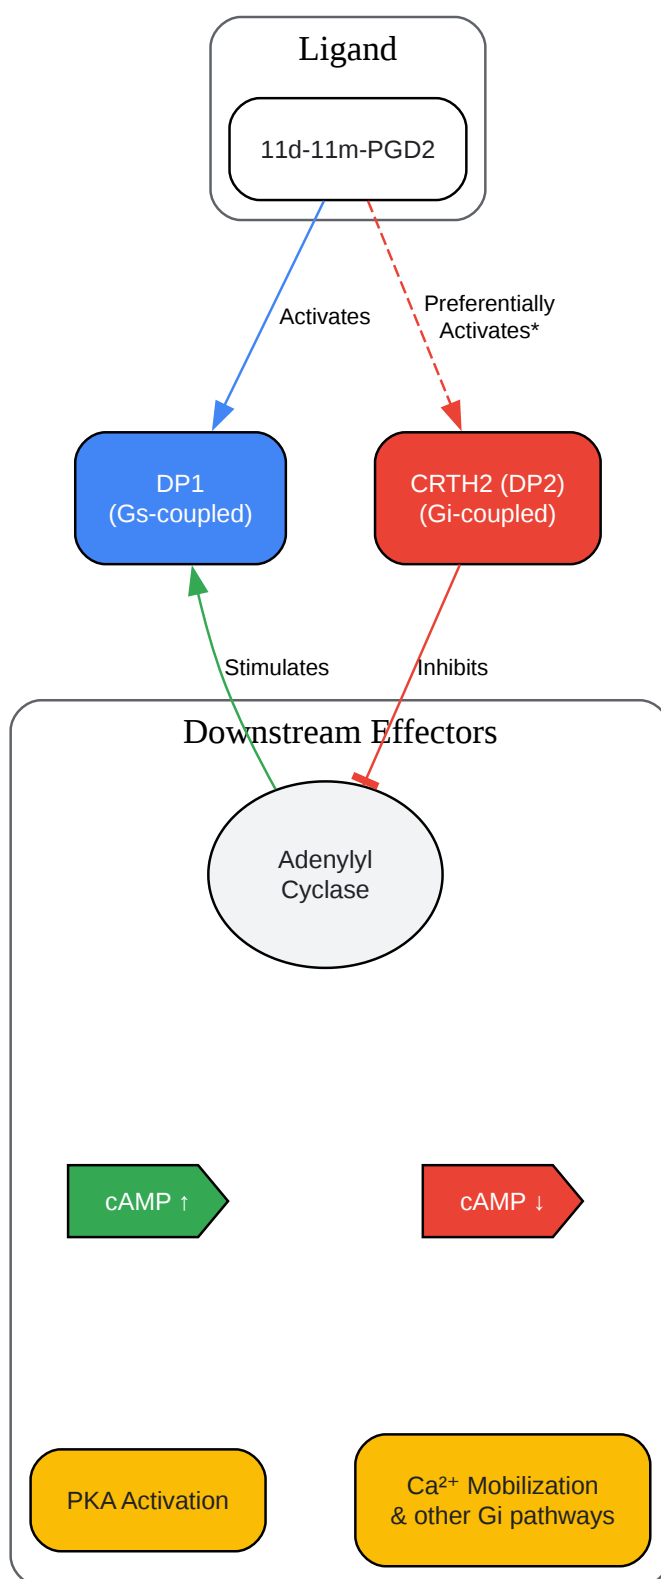 Ligand
11d-11m-PGD2
Activates
Preferentially
Activates*
DP1
(Gs-coupled)
CRTH2 (DP2)
(Gi-coupled)
Stimulates
Inhibits
Downstream Effectors
Adenylyl
Cyclase
cAMP ↑
cAMP ↓
PKA Activation
Ca²⁺ Mobilization
& other Gi pathways